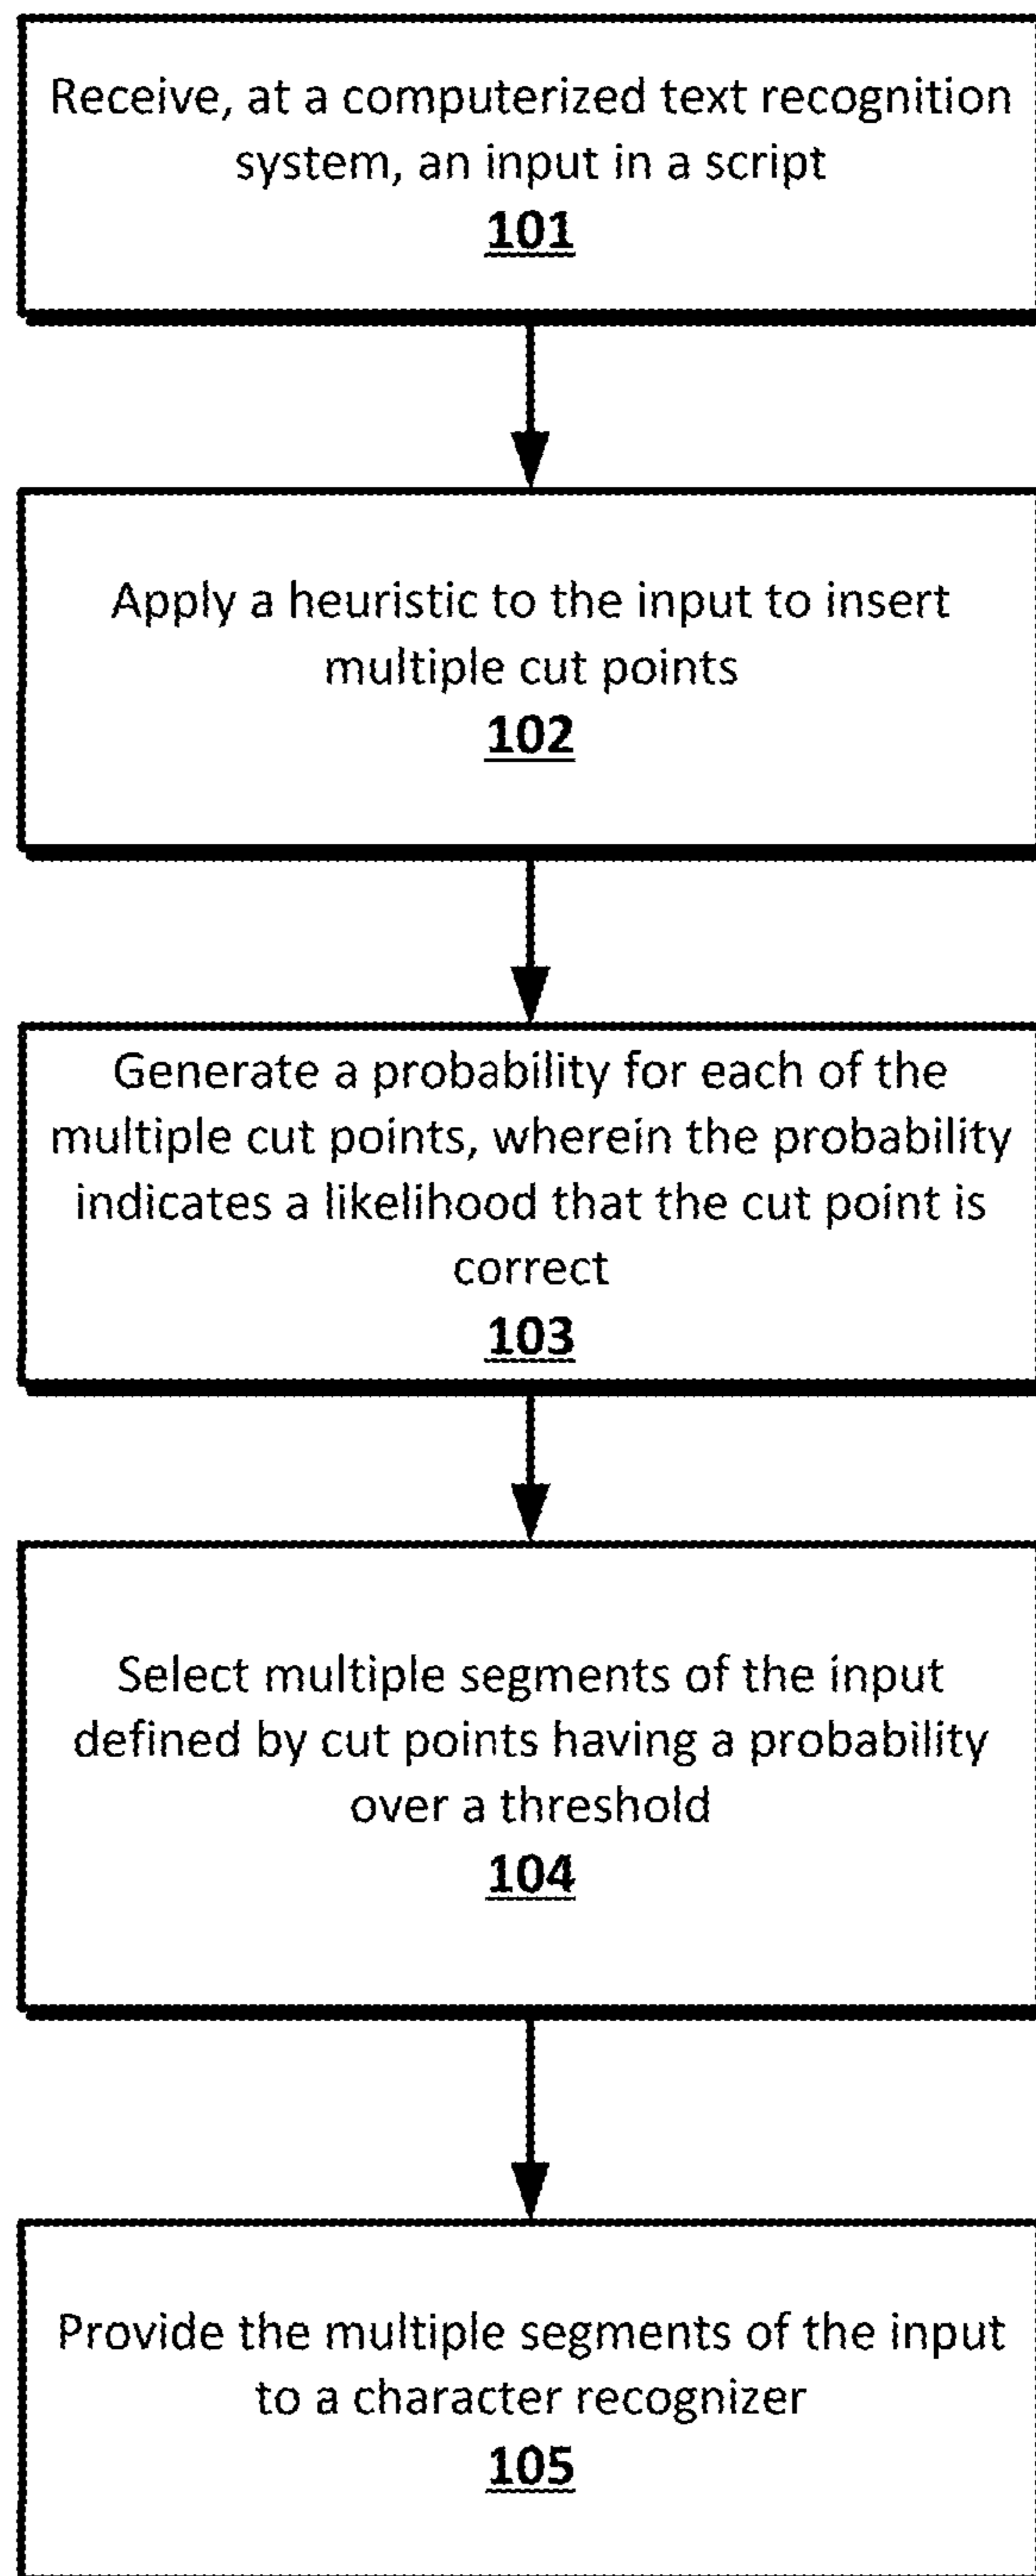 Receive, at a computerized text recognition
system, an input in a script
101
Apply a heuristic to the input to insert
multiple cut points
102
Generate a probability for each of the
multiple cut points, wherein the probability
indicates a likelihood that the cut point is
correct
103
Select multiple segments of the input
defined by cut points having a probability
over a threshold
104
Provide the multiple segments of the input
to a character recognizer
105